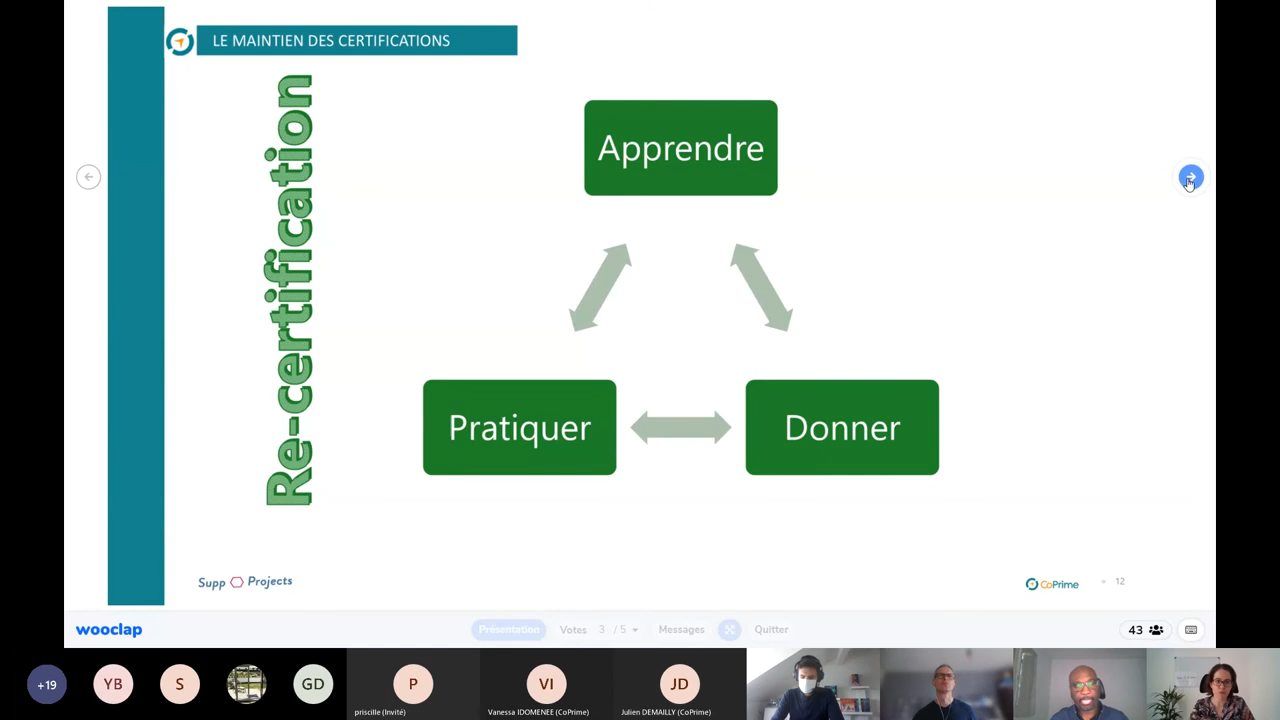 LE MAINTIEN DES CERTIFICATIONS
Re-certification
Apprendre
Pratiquer
Donner
Supp Projects
CoPrime
12
wooclap
Présentation
Votes 3 / 5
Messages
Quitter
43
+19
YB
S
GD
P
VI
JD
priscille (Invité)
Vanessa IDOMENEE (CoPrime)
Julien DEMAILLY (CoPrime)